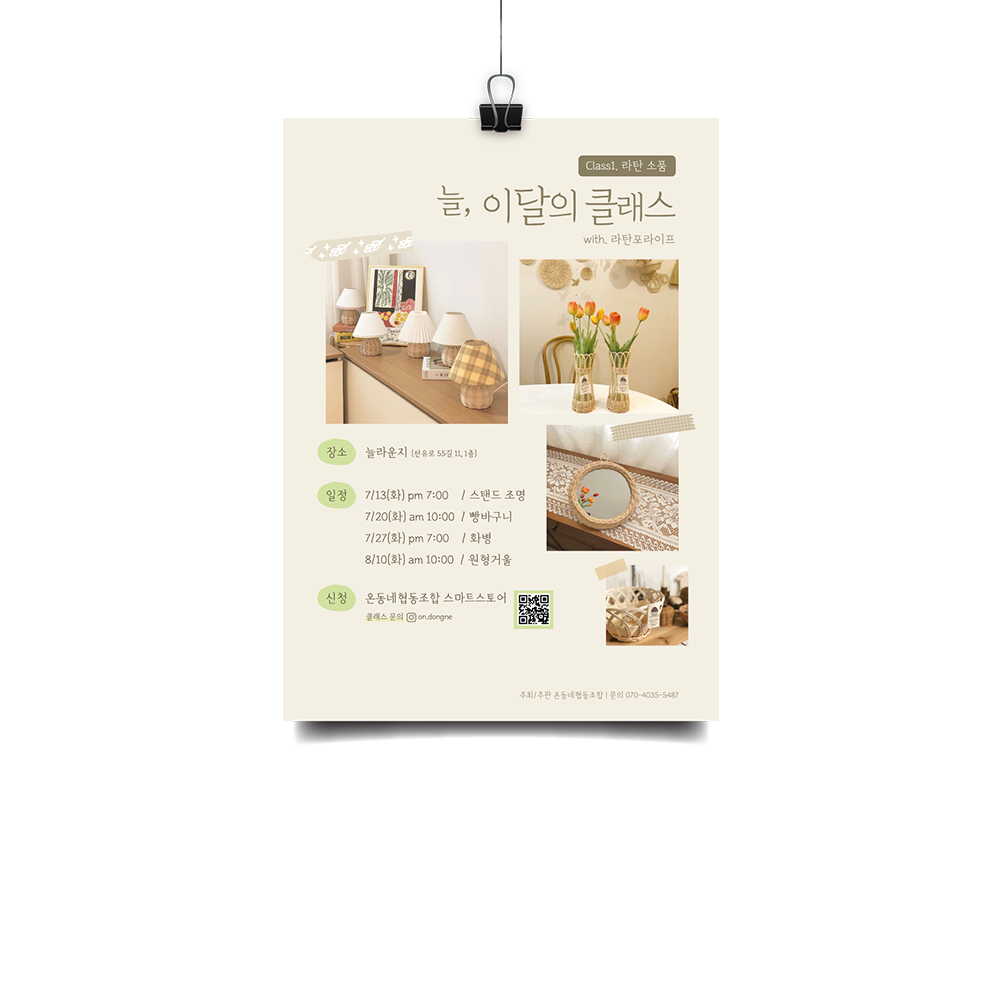 Class1. 라탄 소품
늘, 이달의 클래스
with. 라탄포라이프
장소 늘라운지 (선유로 55길 11, 1층)
일정 7/13(화) pm 7:00 / 스탠드 조명
7/20(화) am 10:00 / 빵바구니
7/27(화) pm 7:00 / 화병
8/10(화) am 10:00 / 원형거울
신청 온동네협동조합 스마트스토어
클래스 문의 on.dongne
주최/주관 온동네협동조합 | 문의 070-4035-5487